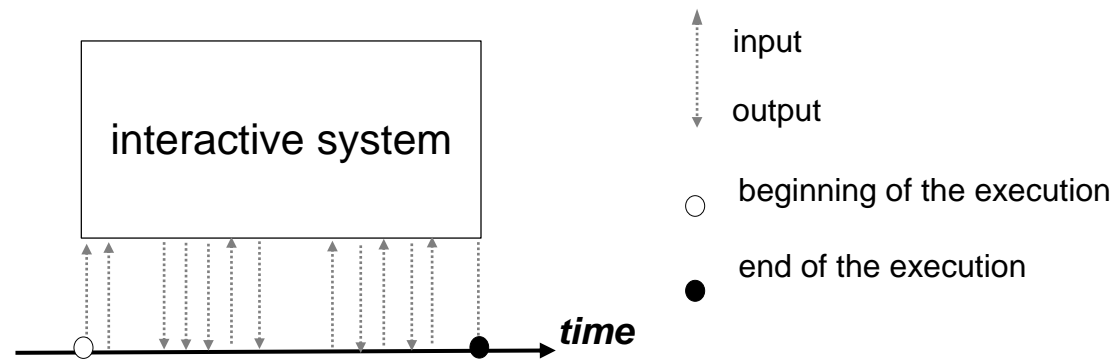 interactive system
time
input
output
beginning of the execution
end of the execution